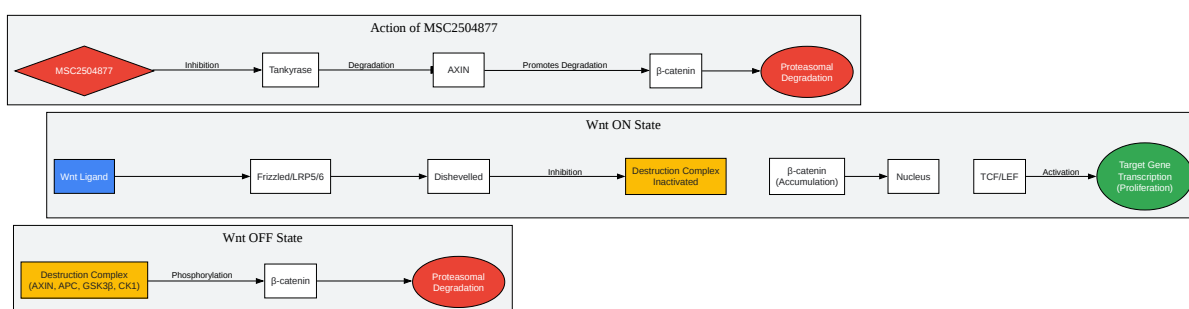 Action of MSC2504877
MSC2504877
Inhibition
Tankyrase
Degradation
AXIN
Promotes Degradation
β-catenin
Proteasomal
Degradation
Wnt ON State
Wnt Ligand
Frizzled/LRP5/6
Dishevelled
Inhibition
Destruction Complex
Inactivated
β-catenin
(Accumulation)
Nucleus
TCF/LEF
Activation
Target Gene
Transcription
(Proliferation)
Wnt OFF State
Destruction Complex
(AXIN, APC, GSK3β, CK1)
Phosphorylation
β-catenin
Proteasomal
Degradation